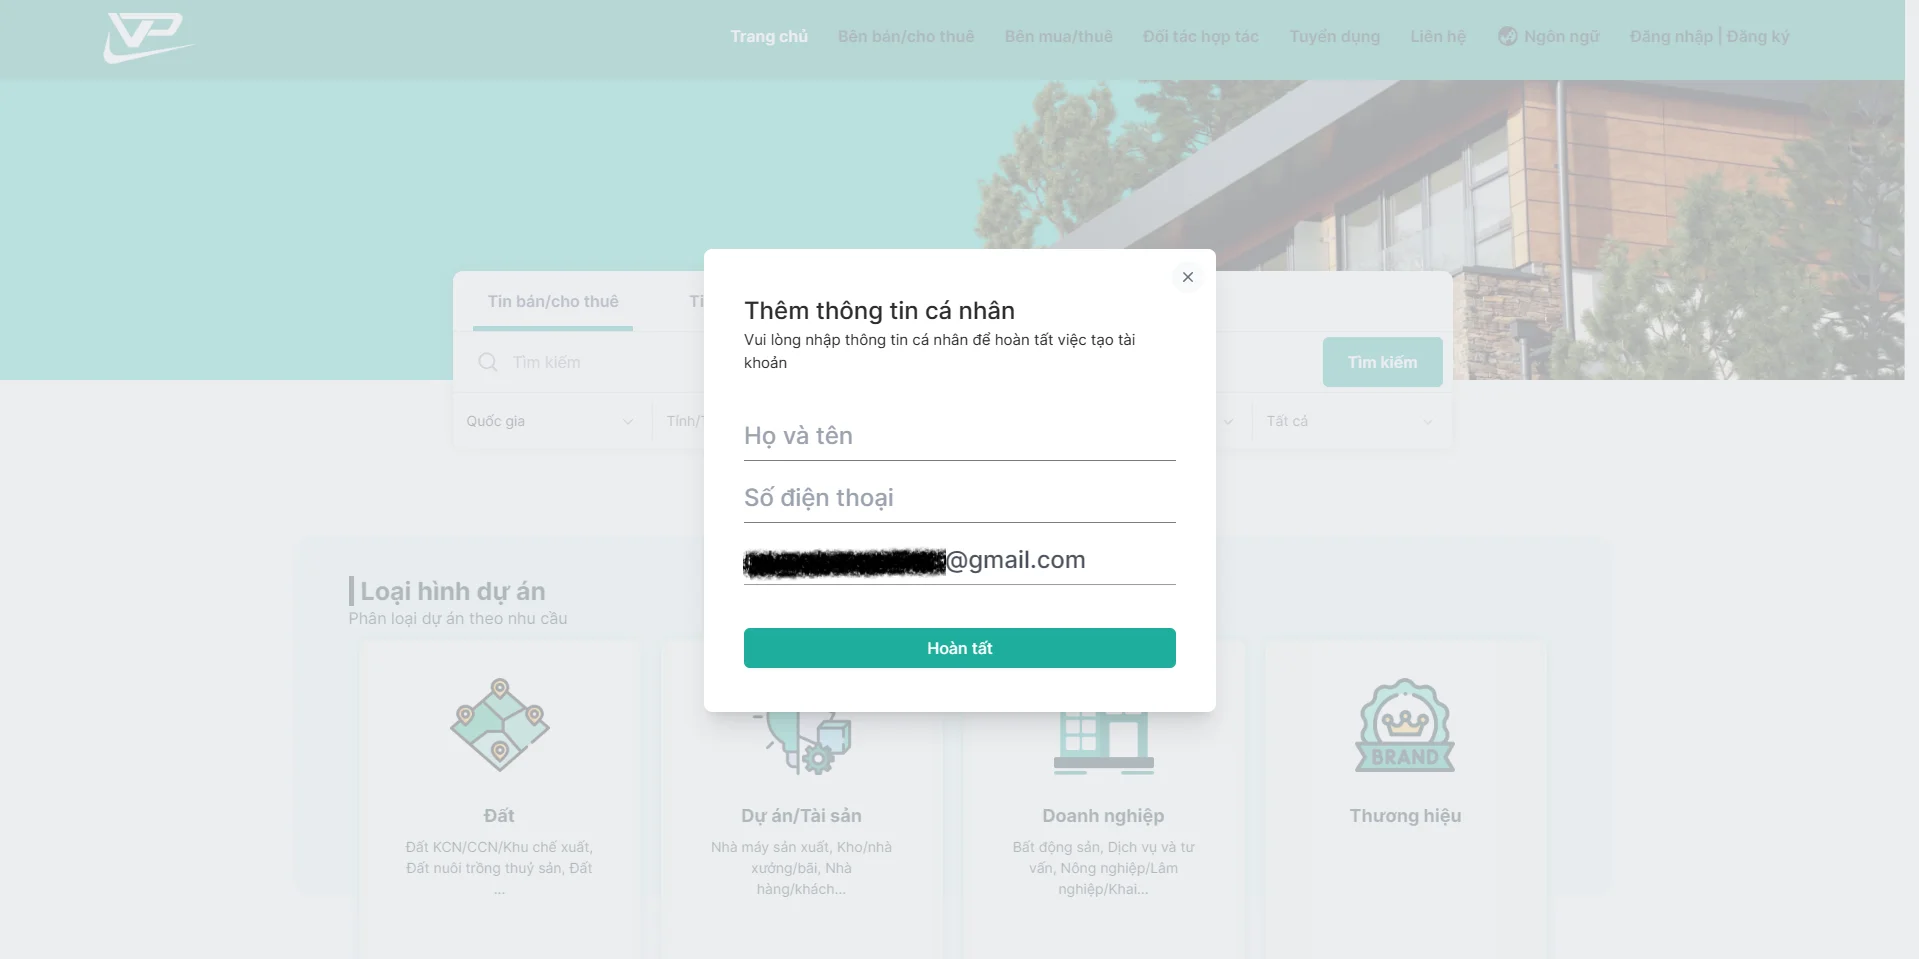 VP
Trang chủ
Bên bán/cho thuê
Bên mua/thuê
Đối tác hợp tác
Tuyển dụng
Liên hệ
Ngôn ngữ
Đăng nhập | Đăng ký
Tin bán/cho thuê
Ti
Tìm kiếm
Tìm kiếm
Quốc gia
Tỉnh/T
Tất cả
Thêm thông tin cá nhân
Vui lòng nhập thông tin cá nhân để hoàn tất việc tạo tài
khoản
Họ và tên
Số điện thoại
@gmail.com
Hoàn tất
Loại hình dự án
Phân loại dự án theo nhu cầu
Đất
Đất KCN/CCN/Khu chế xuất,
Đất nuôi trồng thuỷ sản, Đất
...
Dự án/Tài sản
Nhà máy sản xuất, Kho/nhà
xưởng/bãi, Nhà
hàng/khách...
Doanh nghiệp
Bất động sản, Dịch vụ và tư
vấn, Nông nghiệp/Lâm
nghiệp/Khai...
BRAND
Thương hiệu